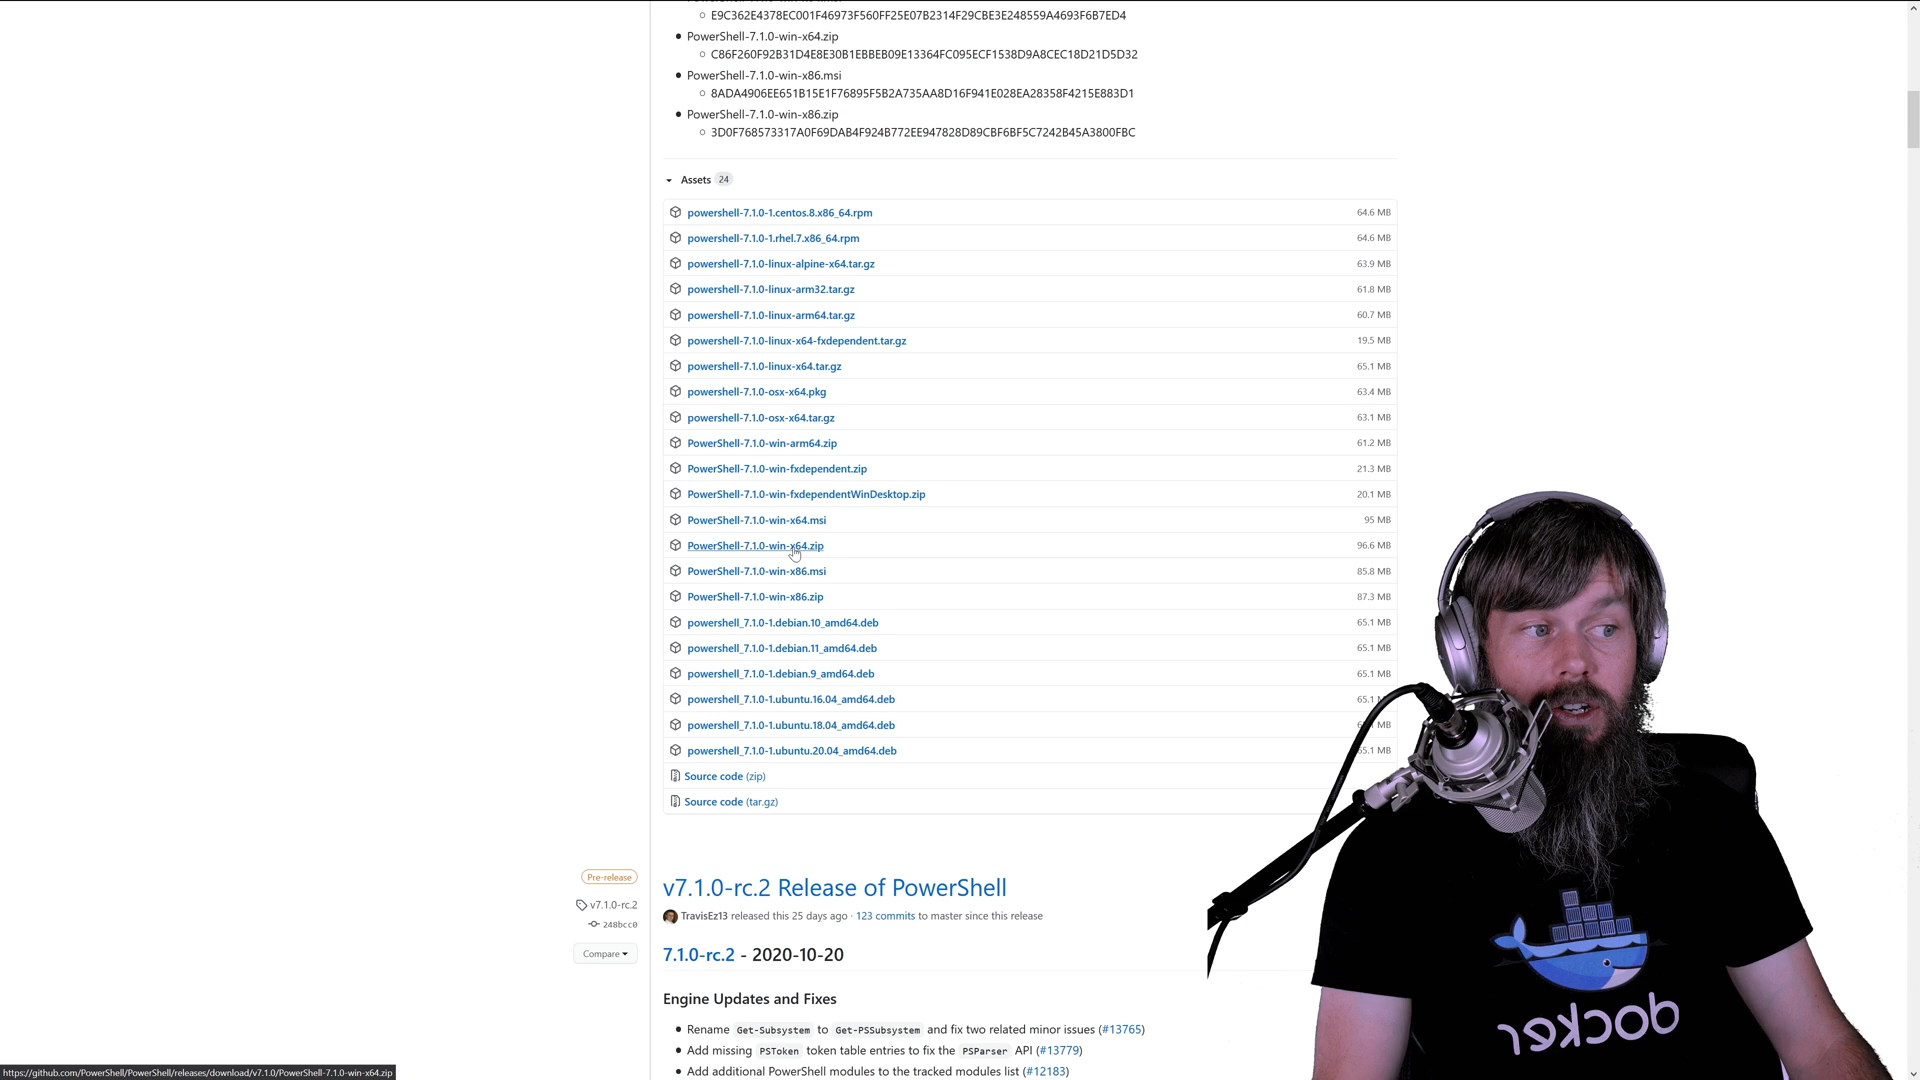 E9C362E4378EC001F46973F560FF25E07B2314F29CBE3E248559A4693F6B7ED4
PowerShell-7.1.0-win-x64.zip
C86F260F92B31D4E8E30B1EBBEB09E13364FC095ECF1538D9A8CEC18D21D5D32
PowerShell-7.1.0-win-x86.msi
8ADA4906EE651B15E1F76895F5B2A735AA8D16F941E028EA28358F4215E883D1
PowerShell-7.1.0-win-x86.zip
3D0F768573317A0F69DAB4F924B772EE947828D89CBF6BF5C7242B45A3800FBC
Assets 24
powershell-7.1.0-1.centos.8.x86_64.rpm 64.6 MB
powershell-7.1.0-1.rhel.7.x86_64.rpm 64.6 MB
powershell-7.1.0-linux-alpine-x64.tar.gz 63.9 MB
powershell-7.1.0-linux-arm32.tar.gz 61.8 MB
powershell-7.1.0-linux-arm64.tar.gz 60.7 MB
powershell-7.1.0-linux-x64-fxdependent.tar.gz 19.5 MB
powershell-7.1.0-linux-x64.tar.gz 65.1 MB
powershell-7.1.0-osx-x64.pkg 63.4 MB
powershell-7.1.0-osx-x64.tar.gz 63.1 MB
PowerShell-7.1.0-win-arm64.zip 61.2 MB
PowerShell-7.1.0-win-fxdependent.zip 21.3 MB
PowerShell-7.1.0-win-fxdependentWinDesktop.zip 20.1 MB
PowerShell-7.1.0-win-x64.msi 95 MB
PowerShell-7.1.0-win-x64.zip 96.6 MB
PowerShell-7.1.0-win-x86.msi 85.8 MB
PowerShell-7.1.0-win-x86.zip 87.3 MB
powershell_7.1.0-1.debian.10_amd64.deb 65.1 MB
powershell_7.1.0-1.debian.11_amd64.deb 65.1 MB
powershell_7.1.0-1.debian.9_amd64.deb 65.1 MB
powershell_7.1.0-1.ubuntu.16.04_amd64.deb 65.1
powershell_7.1.0-1.ubuntu.18.04_amd64.deb MB
powershell_7.1.0-1.ubuntu.20.04_amd64.deb 5.1 MB
Source code (zip)
Source code (tar.gz)
Pre-release
v7.1.0-rc.2
248bcc0
Compare
v7.1.0-rc.2 Release of PowerShell
TravisEz13 released this 25 days ago · 123 commits to master since this release
7.1.0-rc.2 - 2020-10-20
Engine Updates and Fixes
Rename Get-Subsystem to Get-PSSubsystem and fix two related minor issues (#13765)
Add missing PSToken token table entries to fix the PSParser API (#13779)
Add additional PowerShell modules to the tracked modules list (#12183)
https://github.com/PowerShell/PowerShell/releases/download/v7.1.0/PowerShell-7.1.0-win-x64.zip
docker